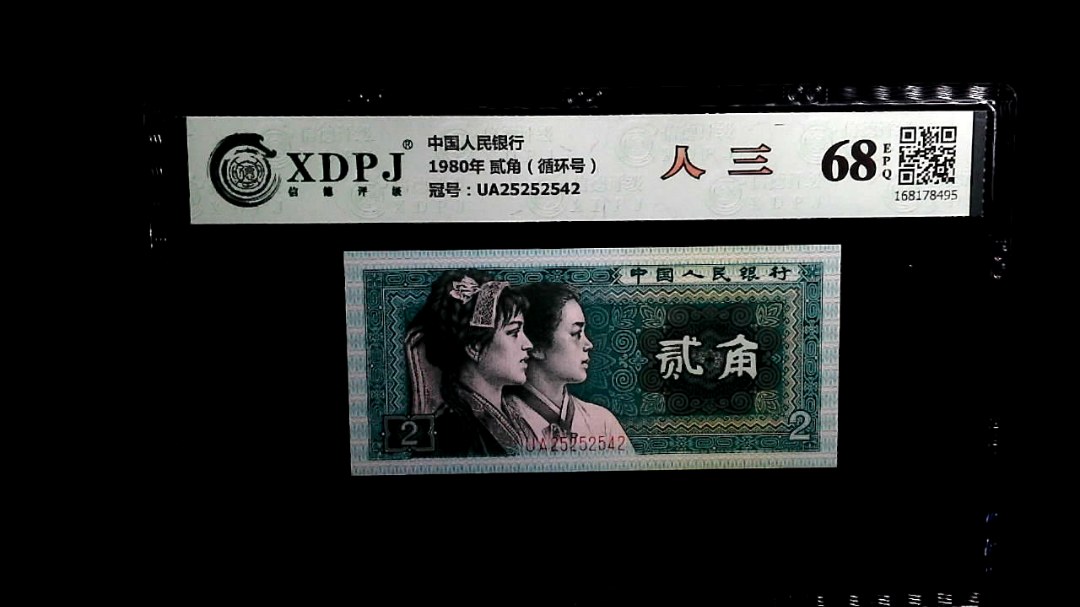 XDPJ®
信德评级
中国人民银行
1980年 贰角（循环号）
冠号：UA25252542
人三
68
EPQ
168178495
中国人民银行
贰角
2
2
UA25252542